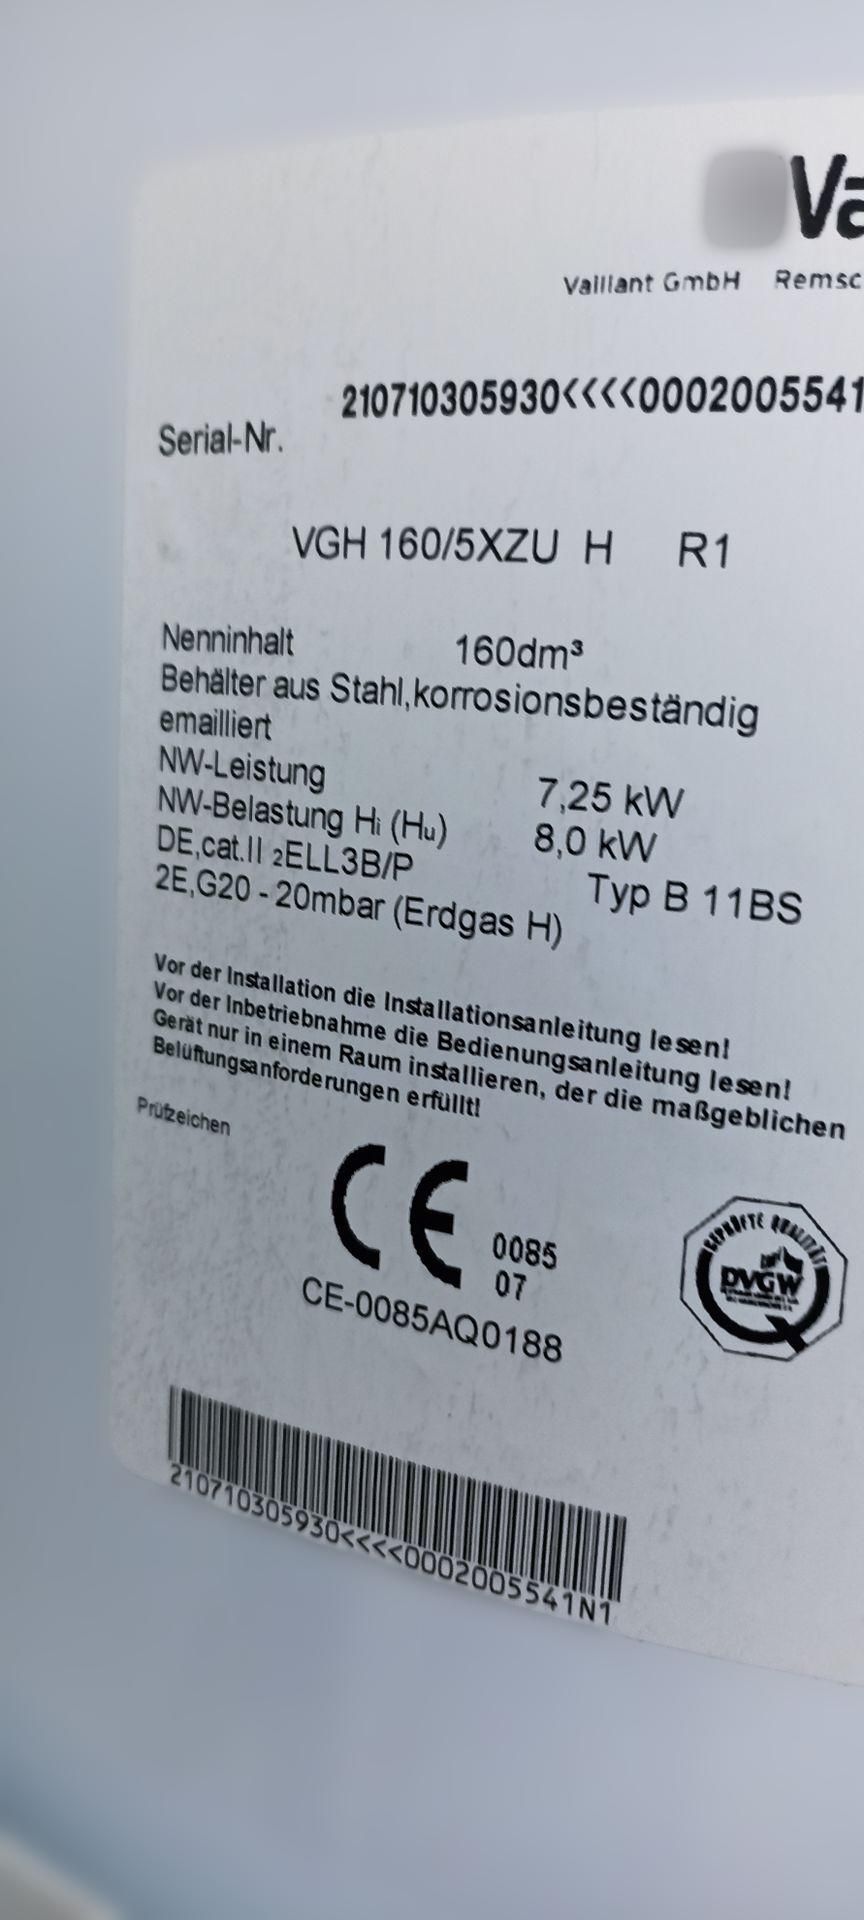 Va
Vaillant GmbH Remsc
210710305930<<<<0002005541
Serial-Nr.
VGH 160/5XZU H R1
Nenninhalt 160dm³
Behälter aus Stahl,korrosionsbeständig
emailliert
NW-Leistung 7,25 kW
NW-Belastung Hi (Hu) 8,0 kW
DE,cat.II 2ELL3B/P Typ B 11BS
2E,G20 - 20mbar (Erdgas H)
Vor der Installation die Installationsanleitung lesen!
Vor der Inbetriebnahme die Bedienungsanleitung lesen!
Gerät nur in einem Raum installieren, der die maßgeblichen
Belüftungsanforderungen erfüllt!
Prüfzeichen
CE 0085
07
CE-0085AQ0188
GEPRÜFTE QUALITÄT
DVGW
210710305930<<<<0002005541N1